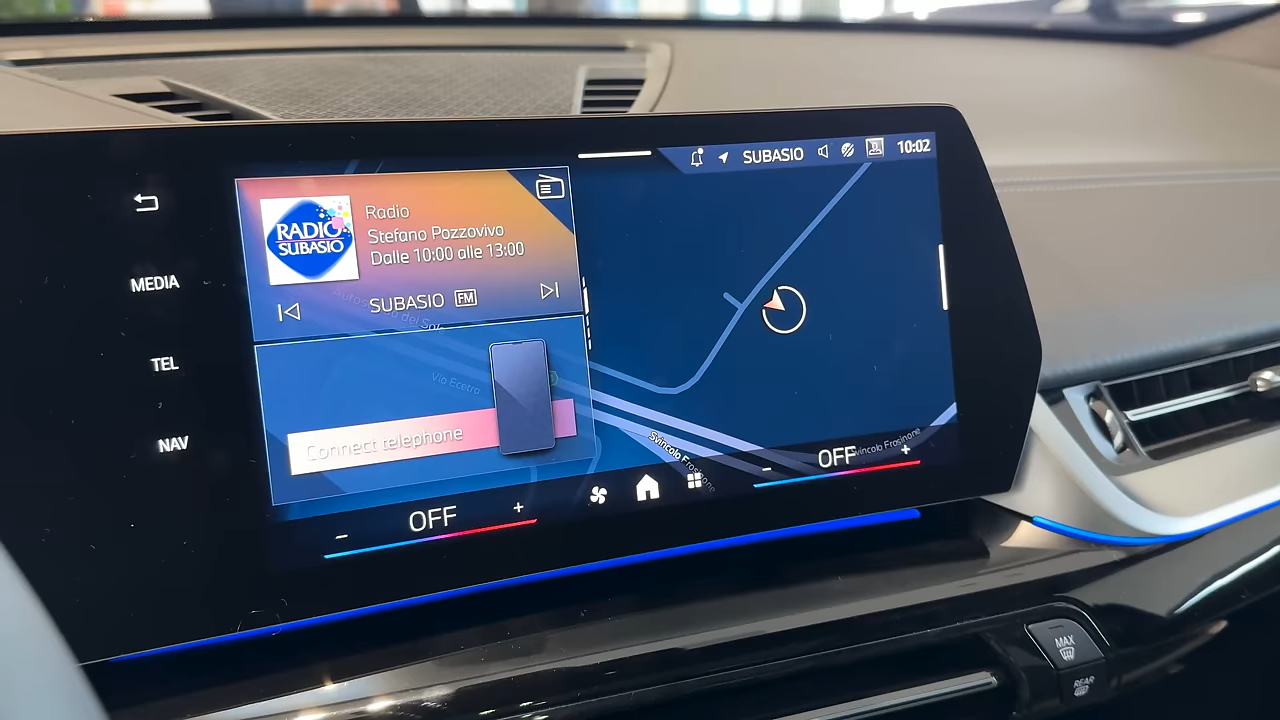 SUBASIO
10:02
RADIO
SUBASIO
Radio
Stefano Pozzovivo
Dalle 10:00 alle 13:00
SUBASIO FM
MEDIA
TEL
NAV
Via Ecetra
Connect telephone
Svincolo Frosinone
Svincolo Frosinone
- OFF +
- OFF +
MAX
REAR